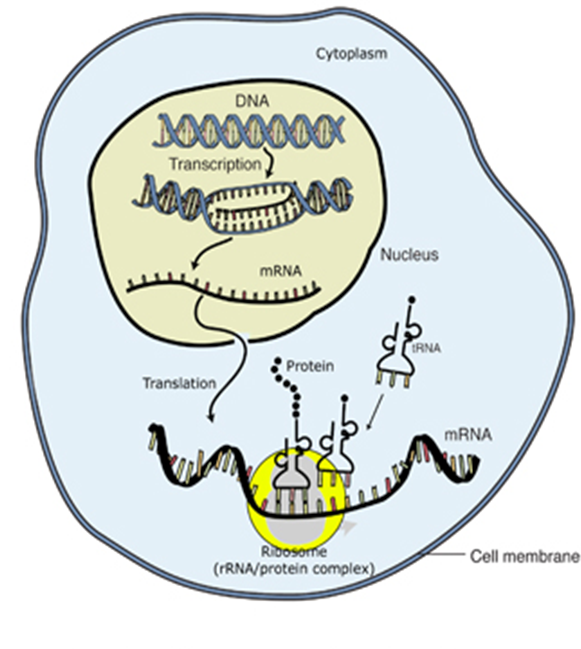 Cytoplasm
DNA
Transcription
mRNA
Nucleus
tRNA
Protein
Translation
mRNA
Ribosome
(rRNA/protein complex)
Cell membrane